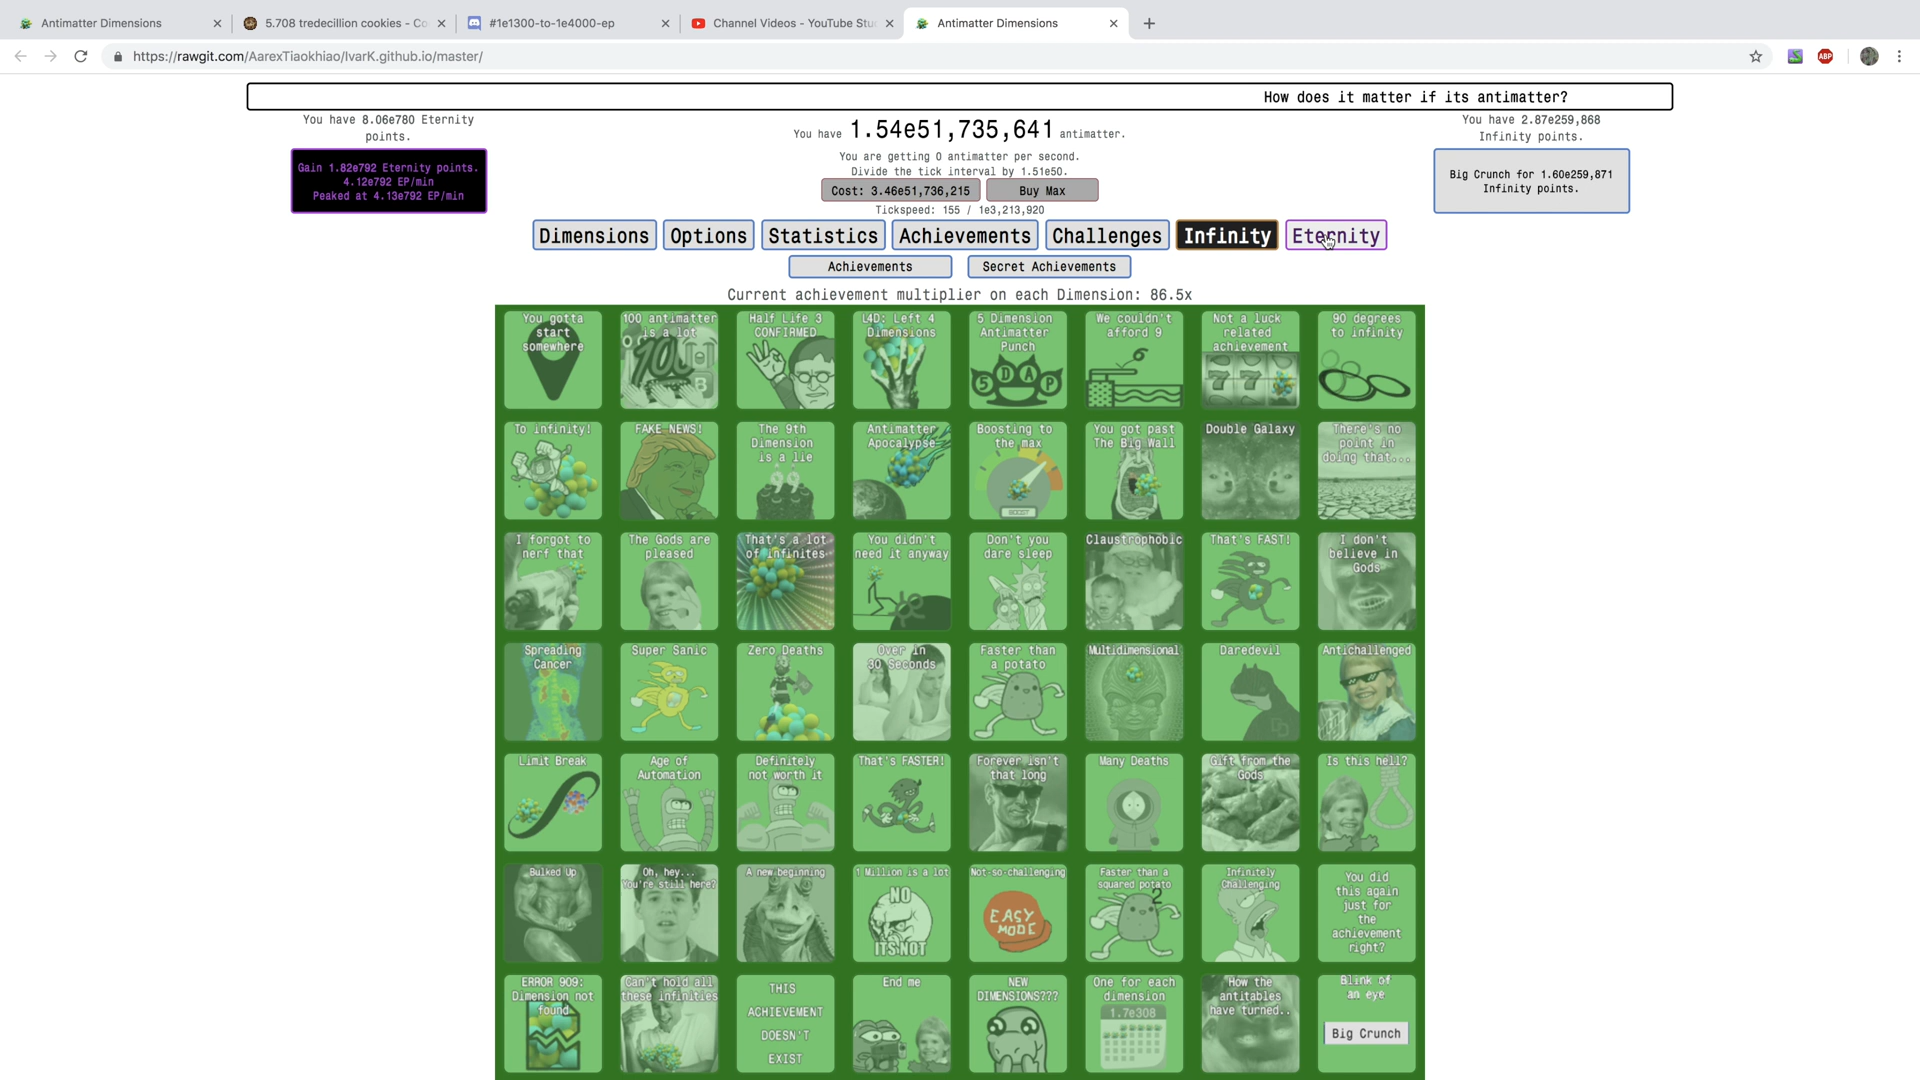 Antimatter Dimensions
5.708 tredecillion cookies - Co
#1e1300-to-1e4000-ep
Channel Videos - YouTube Stu
Antimatter Dimensions
https://rawgit.com/AarexTiaokhiao/IvarK.github.io/master/
ABP
How does it matter if its antimatter?
You have 8.06e780 Eternity
points.
Gain 1.82e792 Eternity points.
4.12e792 EP/min
Peaked at 4.13e792 EP/min
You have 1.54e51,735,641 antimatter.
You are getting 0 antimatter per second.
Divide the tick interval by 1.51e50.
Cost: 3.46e51,736,215
Buy Max
Tickspeed: 155 / 1e3,213,920
You have 2.87e259,868
Infinity points.
Big Crunch for 1.60e259,871
Infinity points.
Dimensions
Options
Statistics
Achievements
Challenges
Infinity
Eternity
Achievements
Secret Achievements
Current achievement multiplier on each Dimension: 86.5x
You gotta
start
somewhere
100 antimatter
is a lot
100
Half Life 3
CONFIRMED
L4D: Left 4
Dimensions
5 Dimension
Antimatter
Punch
5 D A P
We couldn't
afford 9
Not a luck
related
achievement
7 7
90 degrees
to infinity
To infinity!
FAKE NEWS!
The 9th
Dimension
is a lie
99
Antimatter
Apocalypse
Boosting to
the max
BOOST
You got past
The Big Wall
Double Galaxy
There's no
point in
doing that...
I forgot to
nerf that
The Gods are
pleased
That's a lot
of infinites
You didn't
need it anyway
Don't you
dare sleep
Claustrophobic
That's FAST!
I don't
believe in
Gods
Spreading
Cancer
Super Sanic
Zero Deaths
Over in
30 Seconds
Faster than
a potato
Multidimensional
Daredevil
DD
Antichallenged
Limit Break
Age of
Automation
Definitely
not worth it
That's FASTER!
Forever isn't
that long
Many Deaths
Gift from the
Gods
Is this hell?
Bulked Up
Oh, hey...
You're still here?
A new beginning
1 Million is a lot
NO
ITS NOT
Not-so-challenging
EASY
MODE
Faster than a
squared potato
2
Infinitely
Challenging
You did
this again
just for
the
achievement
right?
ERROR 909:
Dimension not
found
Can't hold all
these infinities
THIS
ACHIEVEMENT
DOESN'T
EXIST
End me
NEW
DIMENSIONS???
One for each
dimension
1.7e308
How the
antitables
have turned..
Blink of
an eye
Big Crunch